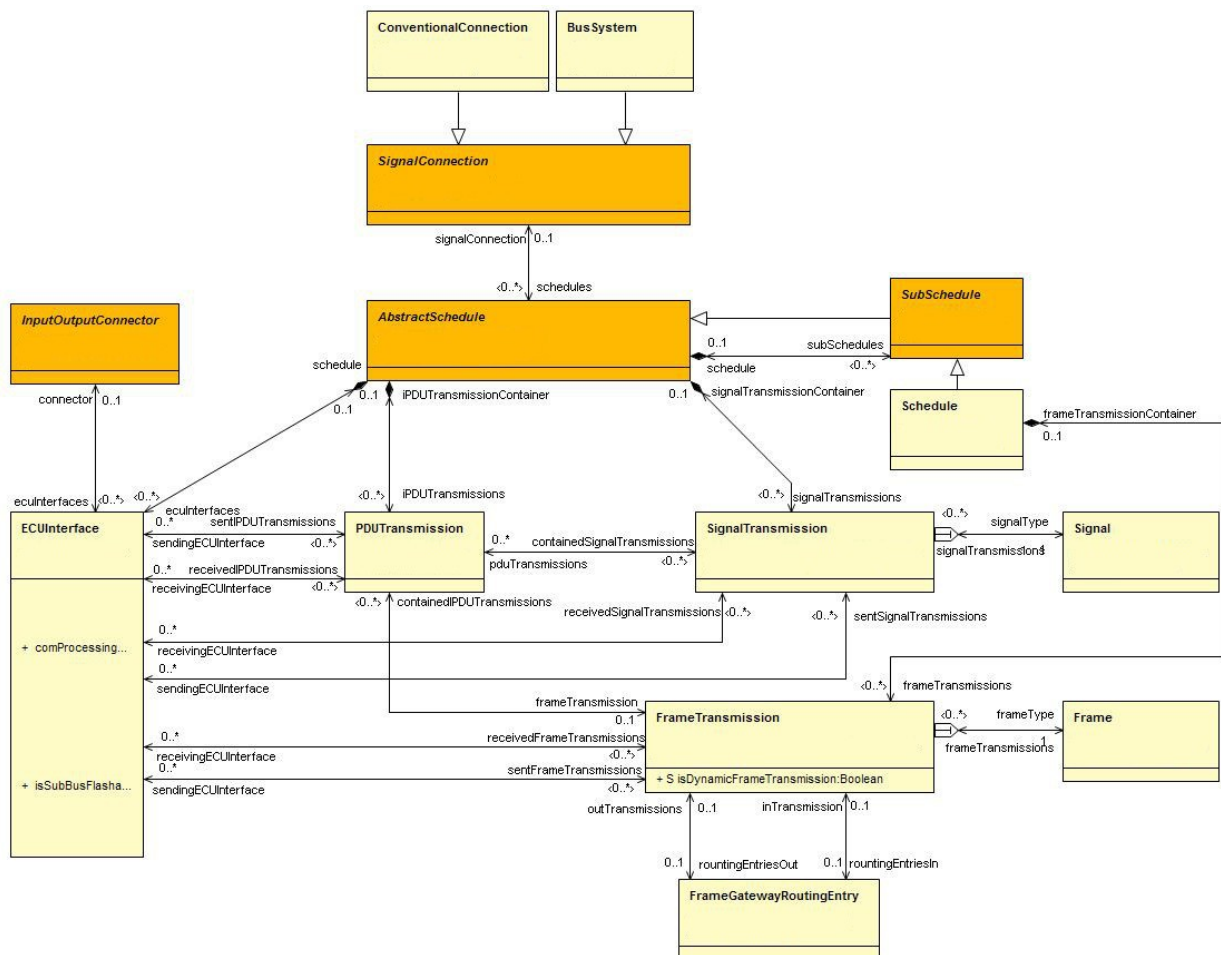 ConventionalConnection
BusSystem
SignalConnection
signalConnection
0..1
<0..*>
schedules
InputOutputConnector
AbstractSchedule
SubSchedule
0..1
subSchedules
schedule
<0..*>
schedule
0..1
0..1
iPDUTransmissionContainer
0..1
signalTransmissionContainer
connector
0..1
Schedule
frameTransmissionContainer
0..1
ecuInterfaces
<0..*>
<0..*>
ecuInterfaces
<0..*>
iPDUTransmissions
<0..*>
signalTransmissions
ECUInterface
0..*
sentIPDUTransmissions
sendingECUInterface
<0..*>
PDUTransmission
SignalTransmission
<0..*>
signalType
signalTransmissions
1
Signal
0..*
containedSignalTransmissions
pduTransmissions
<0..*>
0..*
receivedIPDUTransmissions
receivingECUInterface
<0..*>
<0..*>
containedIPDUTransmissions
receivedSignalTransmissions
<0..*>
<0..*>
sentSignalTransmissions
0..*
+ comProcessing...
receivingECUInterface
0..*
sendingECUInterface
<0..*>
frameTransmissions
frameTransmission
0..1
FrameTransmission
<0..*>
frameType
frameTransmissions
1
Frame
0..*
receivedFrameTransmissions
receivingECUInterface
<0..*>
0..*
sentFrameTransmissions
+ isSubBusFlasha...
sendingECUInterface
<0..*>
+ S isDynamicFrameTransmission:Boolean
outTransmissions
0..1
inTransmission
0..1
0..1
rountingEntriesOut
0..1
rountingEntriesIn
FrameGatewayRoutingEntry